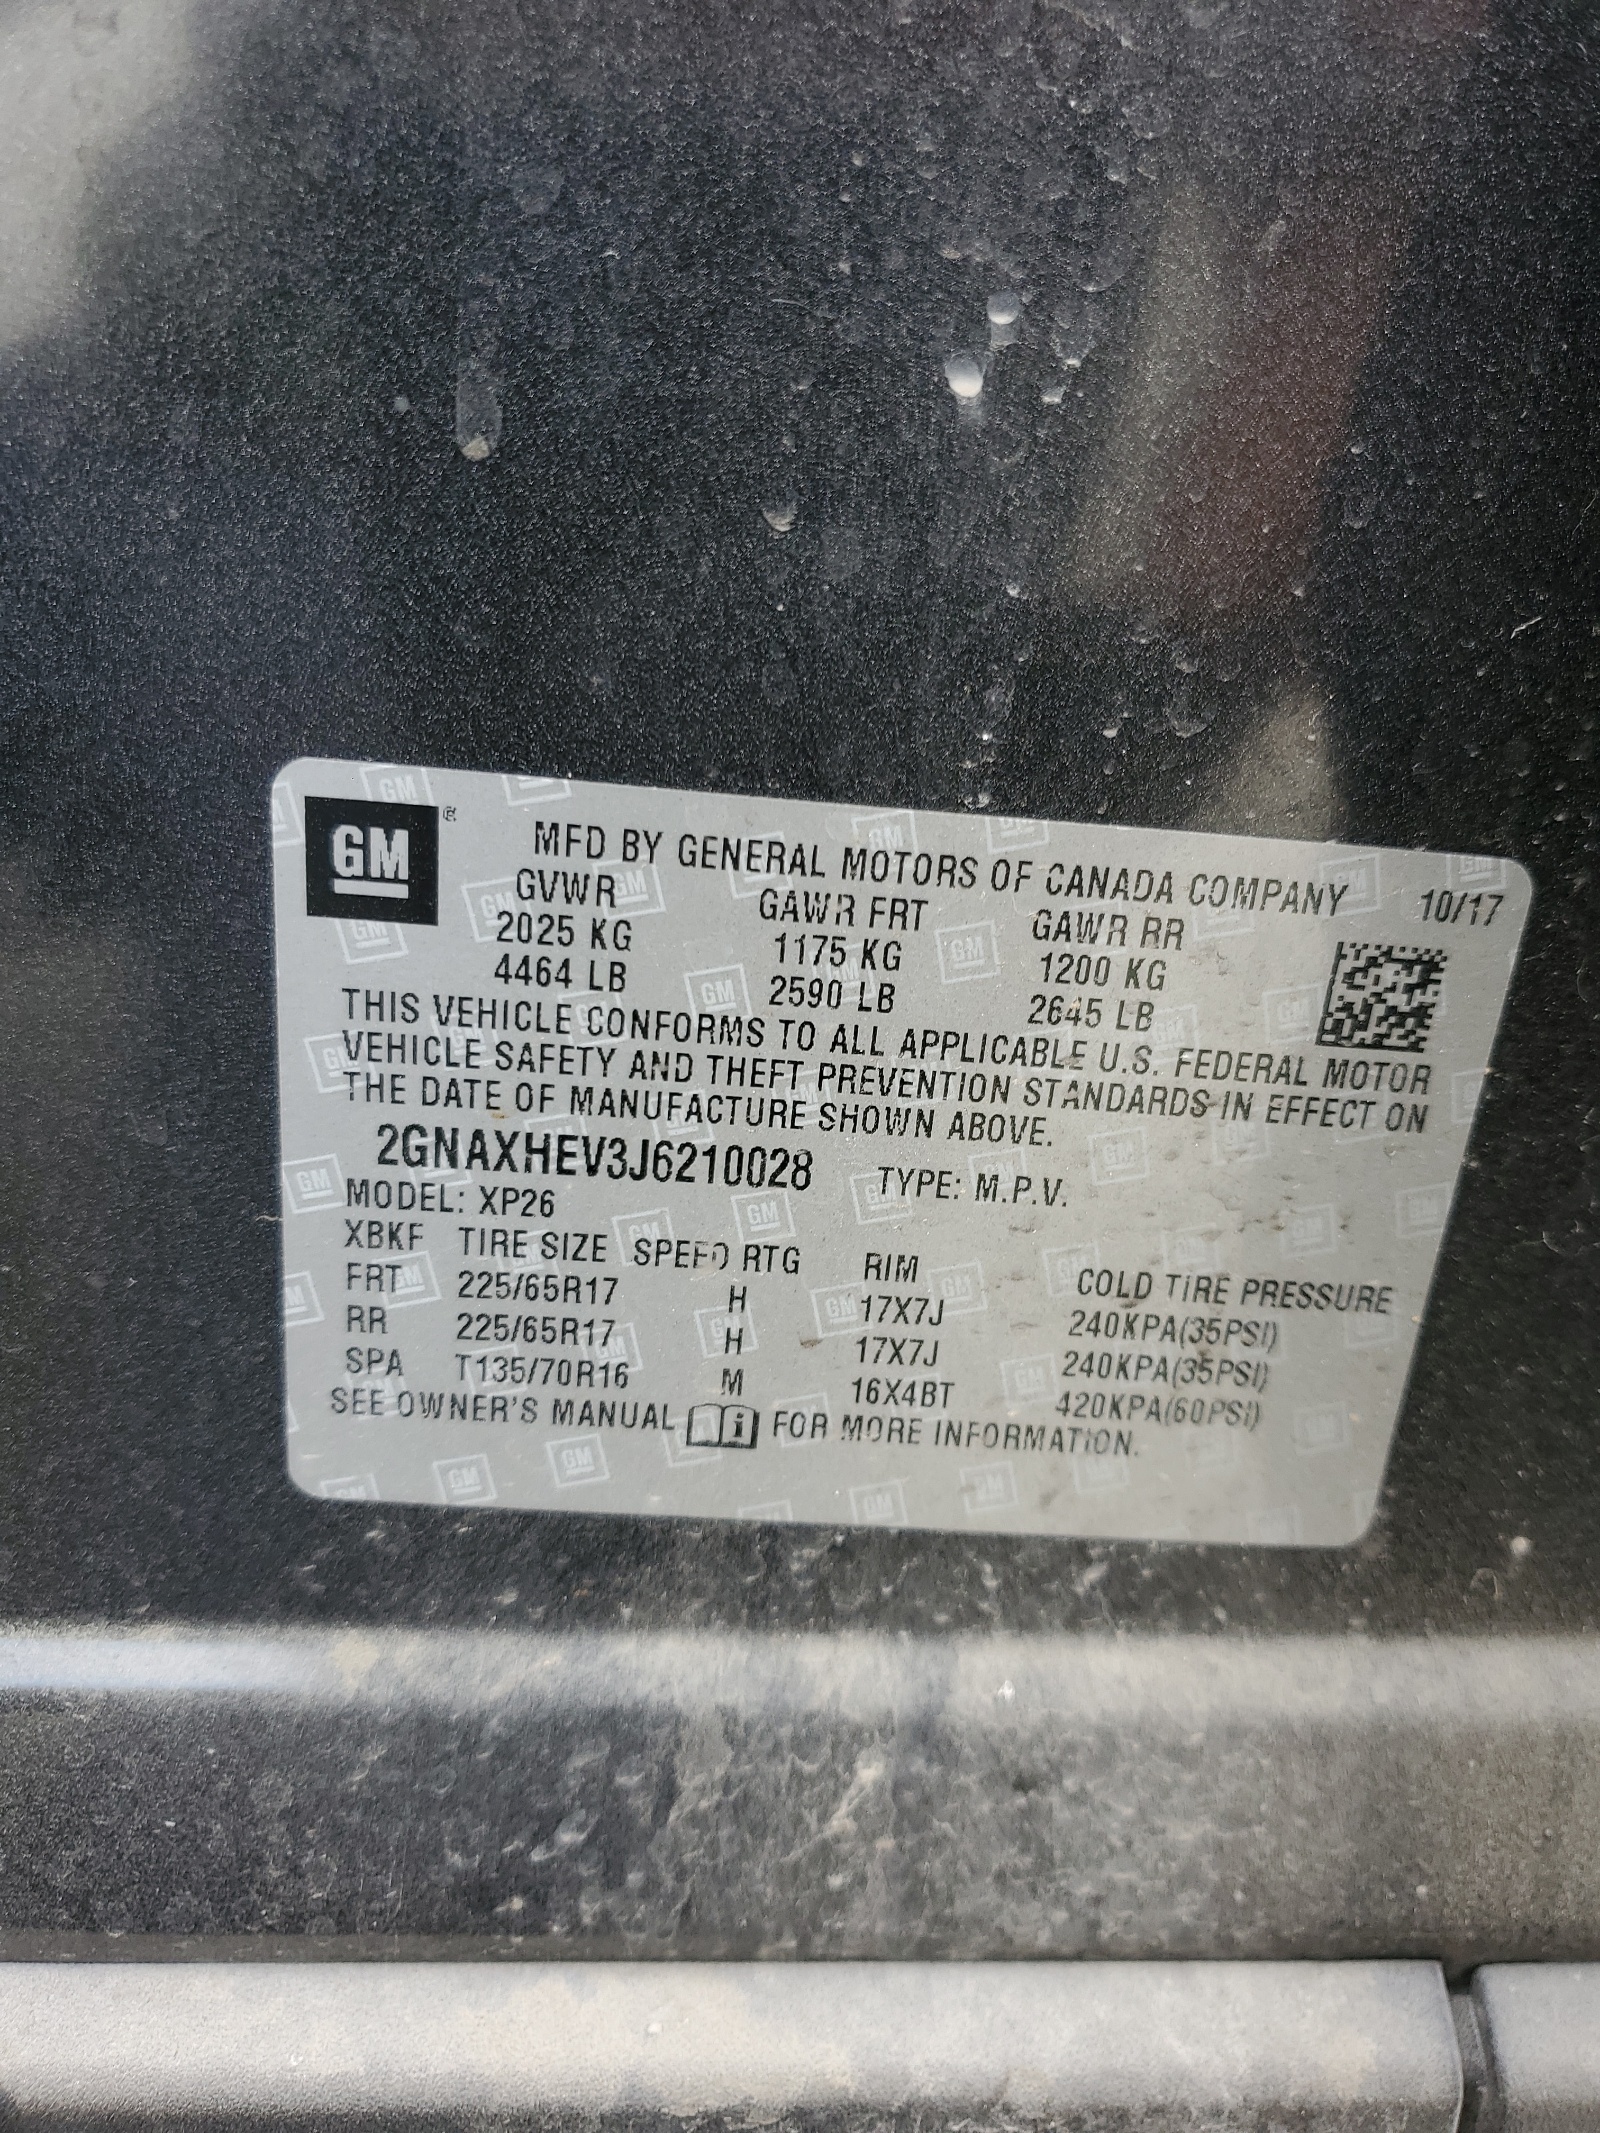 GM ®
MFD BY GENERAL MOTORS OF CANADA COMPANY 10/17
GVWR GAWR FRT GAWR RR
2025 KG 1175 KG 1200 KG
4464 LB 2590 LB 2645 LB
THIS VEHICLE CONFORMS TO ALL APPLICABLE U.S. FEDERAL MOTOR
VEHICLE SAFETY AND THEFT PREVENTION STANDARDS IN EFFECT ON
THE DATE OF MANUFACTURE SHOWN ABOVE.
2GNAXHEV3J6210028 TYPE: M.P.V.
MODEL: XP26
XBKF TIRE SIZE SPEED RTG RIM COLD TIRE PRESSURE
FRT 225/65R17 H 17X7J 240KPA(35PSI)
RR 225/65R17 H 17X7J 240KPA(35PSI)
SPA T135/70R16 M 16X4BT 420KPA(60PSI)
SEE OWNER'S MANUAL i FOR MORE INFORMATION.